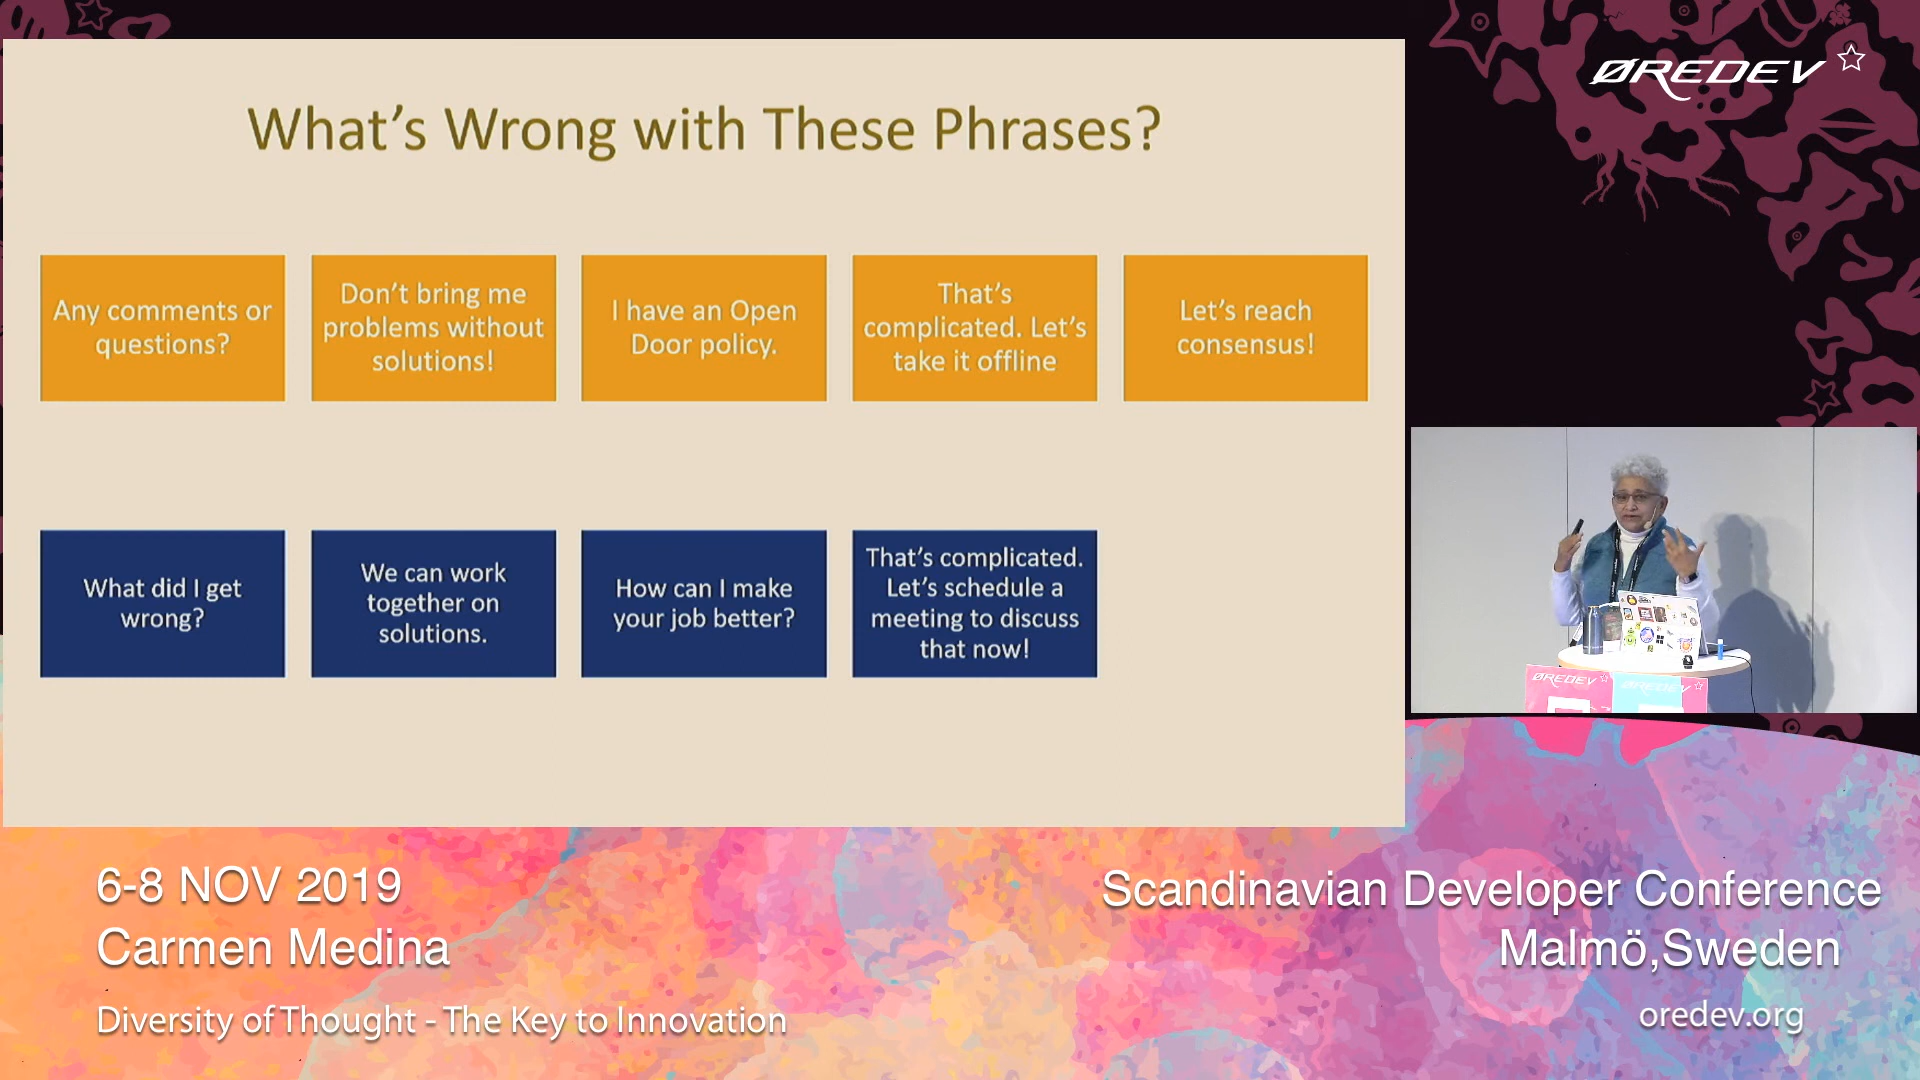 ØREDEV
What's Wrong with These Phrases?
Any comments or
questions?
Don't bring me
problems without
solutions!
I have an Open
Door policy.
That's
complicated. Let's
take it offline
Let's reach
consensus!
What did I get
wrong?
We can work
together on
solutions.
How can I make
your job better?
That's complicated.
Let's schedule a
meeting to discuss
that now!
ØREDEV
ØREDEV
6-8 NOV 2019
Carmen Medina
Diversity of Thought - The Key to Innovation
Scandinavian Developer Conference
Malmö,Sweden
oredev.org